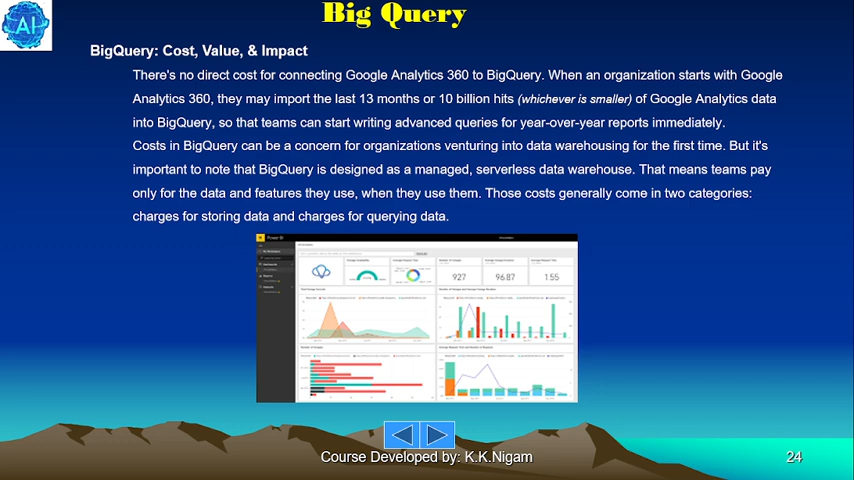 AI
Big Query
BigQuery: Cost, Value, & Impact
There's no direct cost for connecting Google Analytics 360 to BigQuery. When an organization starts with Google
Analytics 360, they may import the last 13 months or 10 billion hits (whichever is smaller) of Google Analytics data
into BigQuery, so that teams can start writing advanced queries for year-over-year reports immediately.
Costs in BigQuery can be a concern for organizations venturing into data warehousing for the first time. But it's
important to note that BigQuery is designed as a managed, serverless data warehouse. That means teams pay
only for the data and features they use, when they use them. Those costs generally come in two categories:
charges for storing data and charges for querying data.
Power BI
927
96.87
1.55
Course Developed by: K.K.Nigam
24